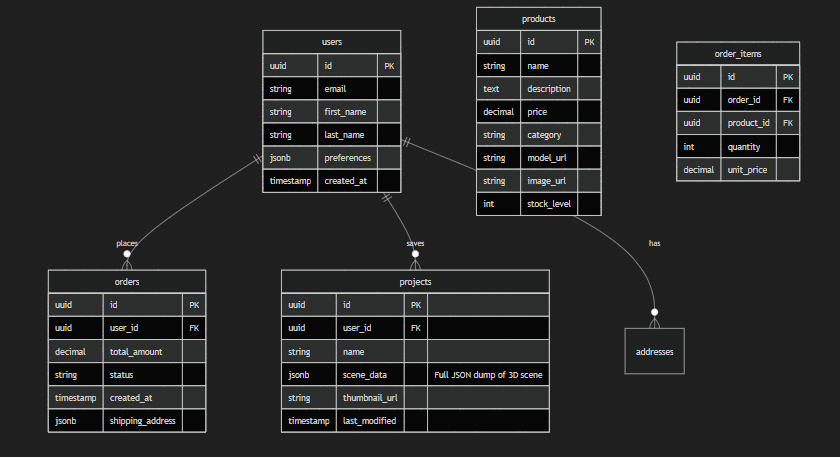 users
uuid id PK
string email
string first_name
string last_name
jsonb preferences
timestamp created_at
products
uuid id PK
string name
text description
decimal price
string category
string model_url
string image_url
int stock_level
order_items
uuid id PK
uuid order_id FK
uuid product_id FK
int quantity
decimal unit_price
places
saves
has
orders
uuid id PK
uuid user_id FK
decimal total_amount
string status
timestamp created_at
jsonb shipping_address
projects
uuid id PK
uuid user_id FK
string name
jsonb scene_data Full JSON dump of 3D scene
string thumbnail_url
timestamp last_modified
addresses